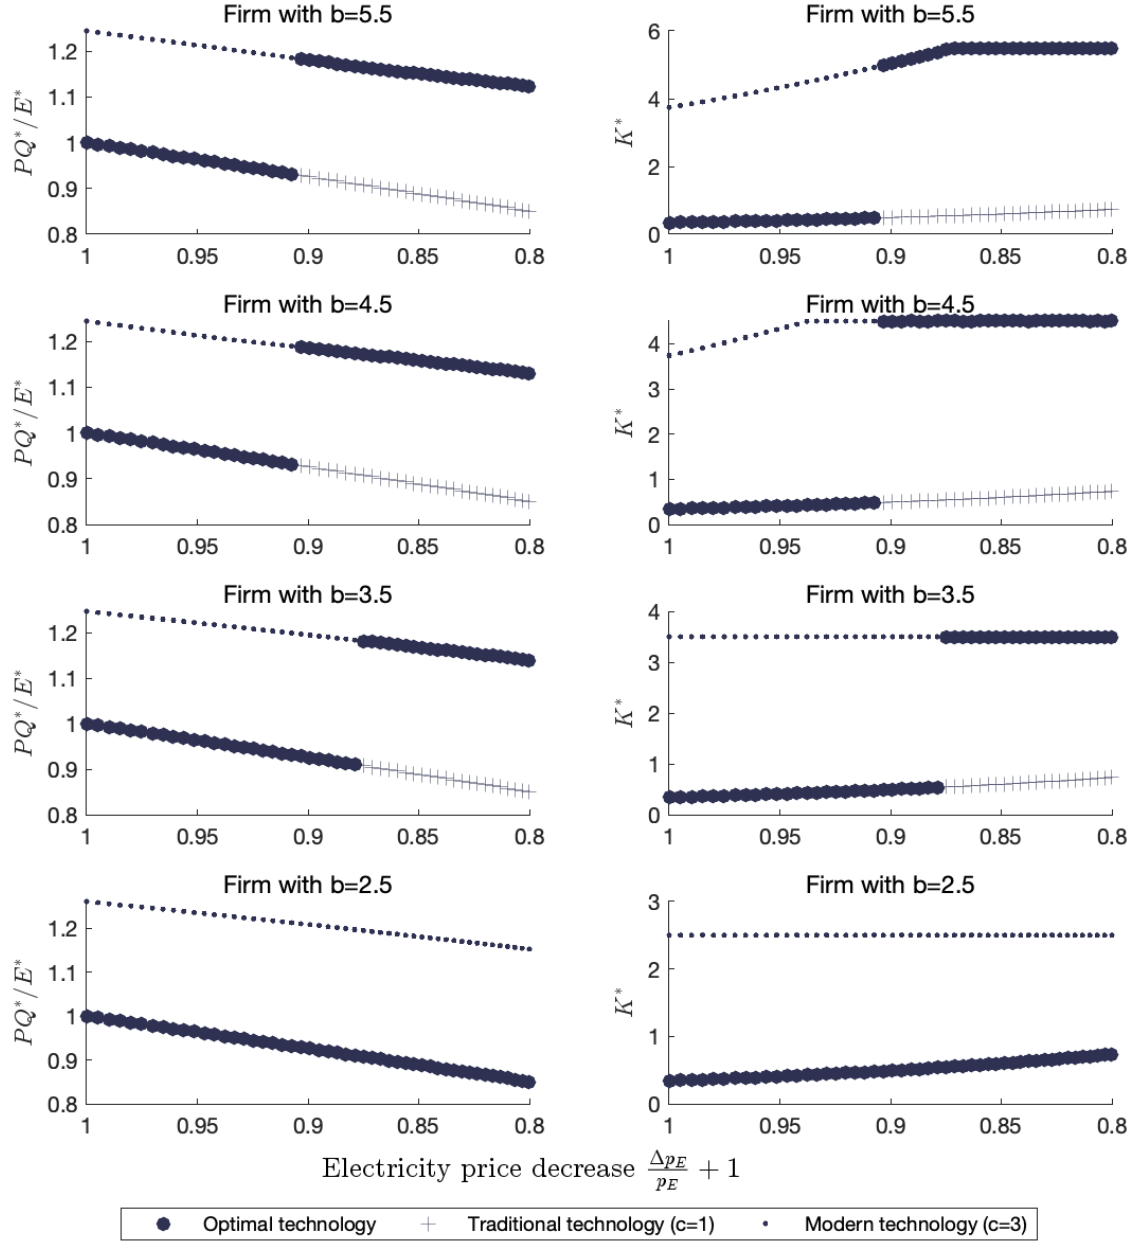 Firm with b=5.5
PQ*/E*
1.2
1.1
1
0.9
0.8
1 0.95 0.9 0.85 0.8
Firm with b=5.5
K*
6
4
2
0
1 0.95 0.9 0.85 0.8
Firm with b=4.5
PQ*/E*
1.2
1.1
1
0.9
0.8
1 0.95 0.9 0.85 0.8
Firm with b=4.5
K*
4
3
2
1
0
1 0.95 0.9 0.85 0.8
Firm with b=3.5
PQ*/E*
1.2
1.1
1
0.9
0.8
1 0.95 0.9 0.85 0.8
Firm with b=3.5
K*
4
3
2
1
0
1 0.95 0.9 0.85 0.8
Firm with b=2.5
PQ*/E*
1.2
1.1
1
0.9
0.8
1 0.95 0.9 0.85 0.8
Firm with b=2.5
K*
3
2
1
0
1 0.95 0.9 0.85 0.8
Electricity price decrease Δp_E/p_E + 1
Optimal technology Traditional technology (c=1) Modern technology (c=3)